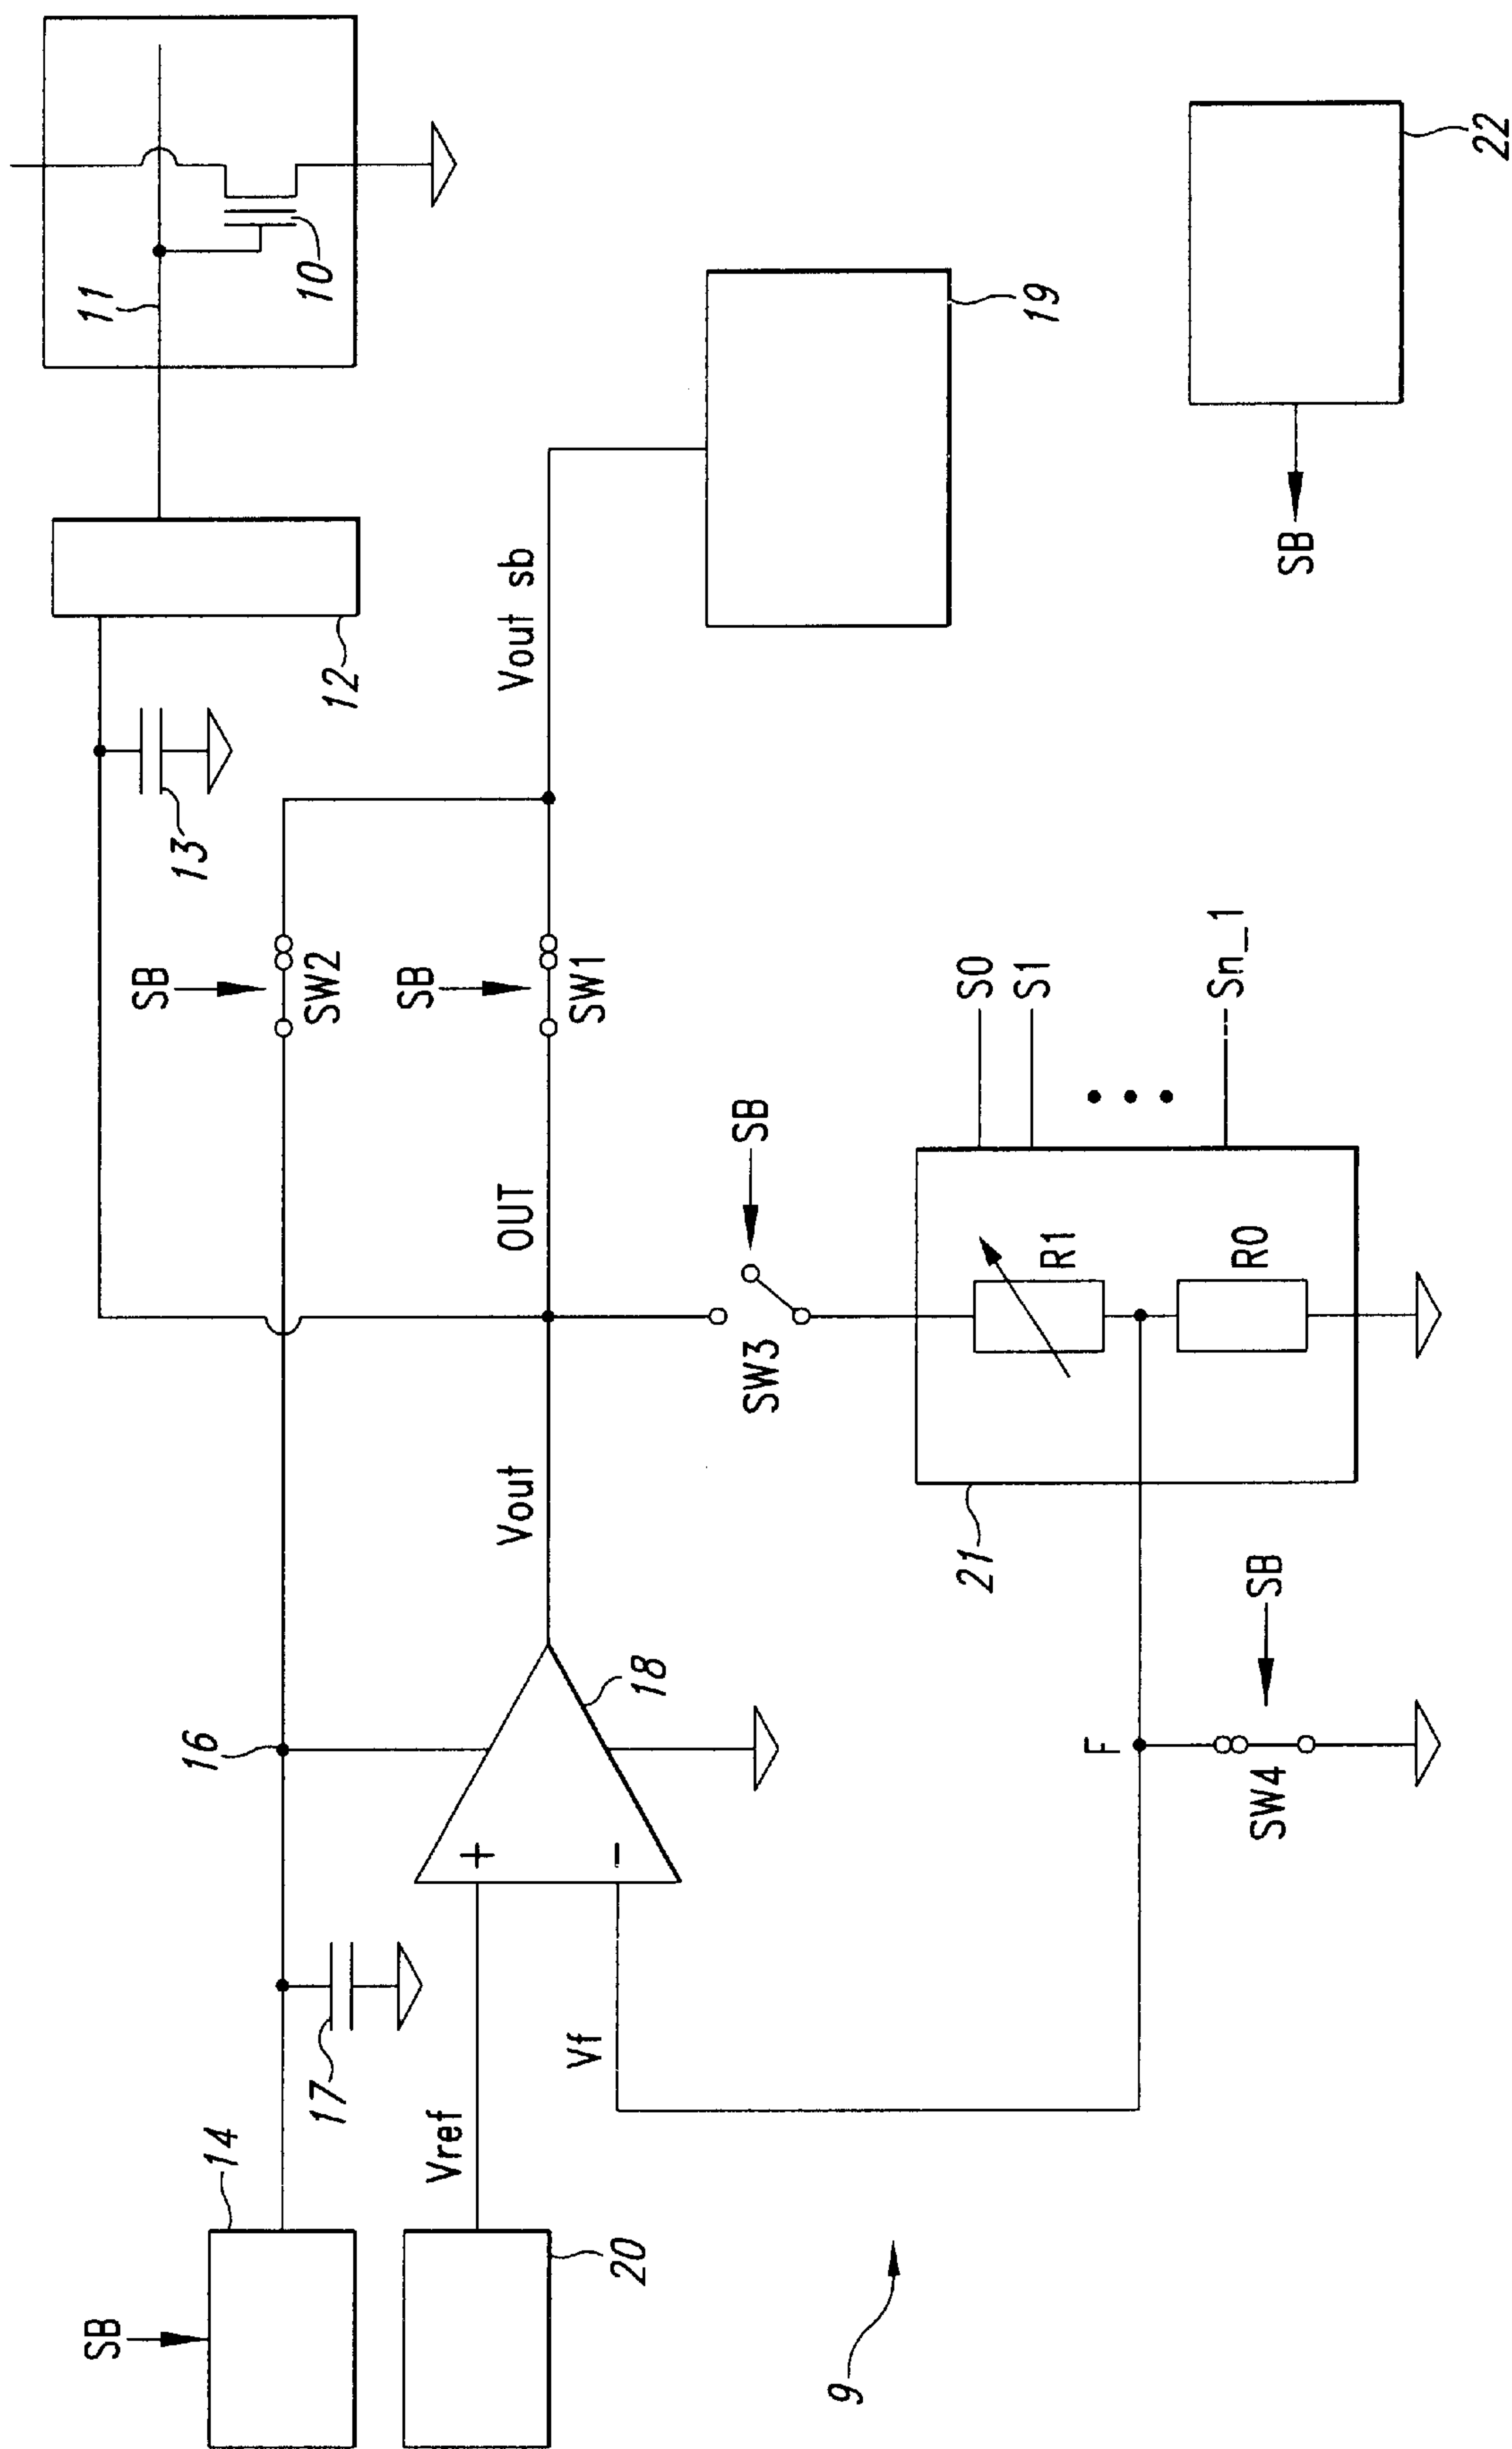 SB
14
17
16
SB
SW2
13
12
11
10
20
Vref
+
-
Vf
18
Vout
OUT
SB
SW1
Vout sb
19
SW3
SB
F
SW4
SB
21
R1
R0
S0
S1
Sn_1
SB
22
9